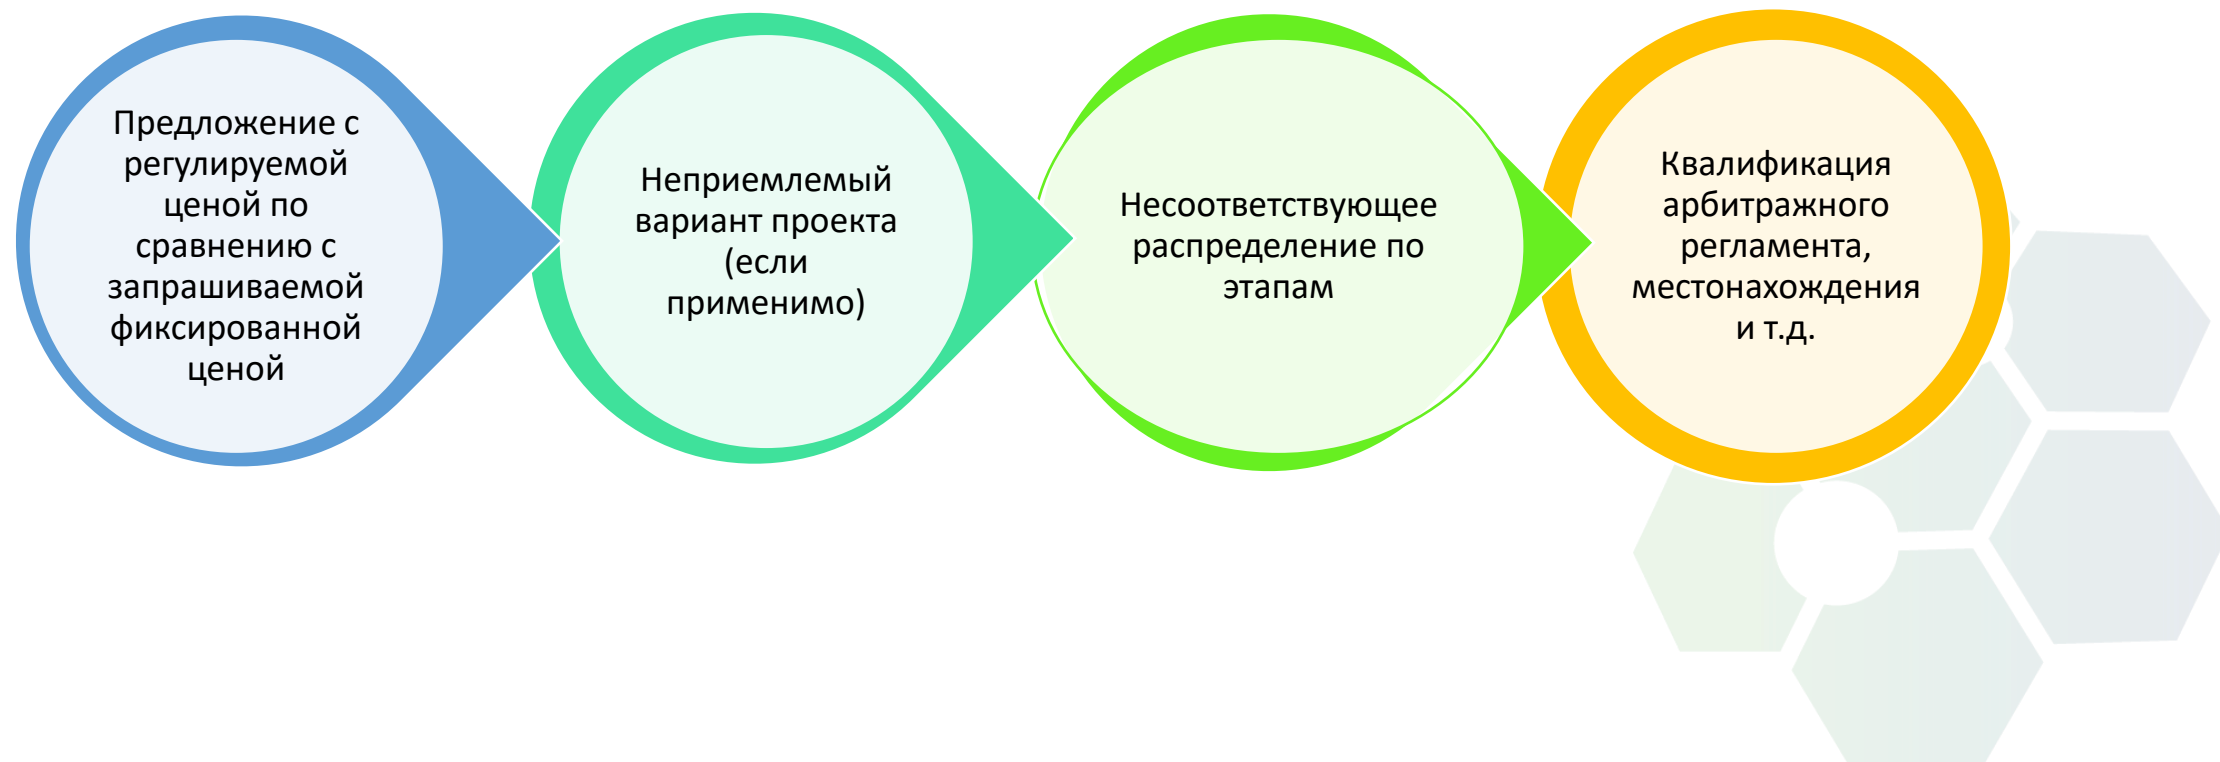 Предложение с
регулируемой
ценой по
сравнению с
запрашиваемой
фиксированной
ценой
Неприемлемый
вариант проекта
(если
применимо)
Несоответствующее
распределение по
этапам
Квалификация
арбитражного
регламента,
местонахождения
и т.д.